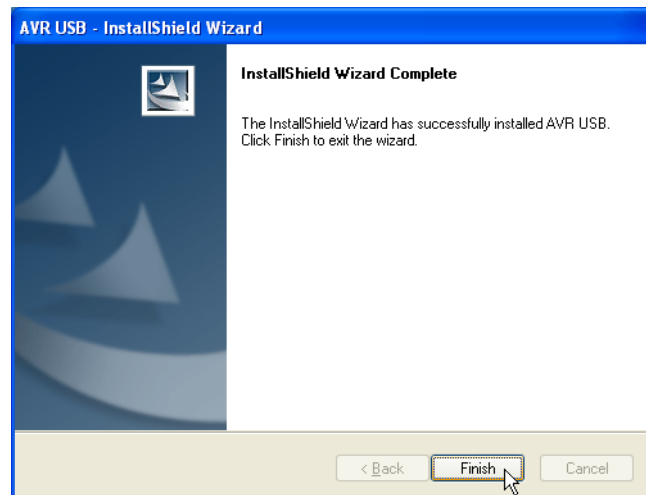 AVR USB - InstallShield Wizard
InstallShield Wizard Complete
The InstallShield Wizard has successfully installed AVR USB.
Click Finish to exit the wizard.
< Back
Finish
Cancel